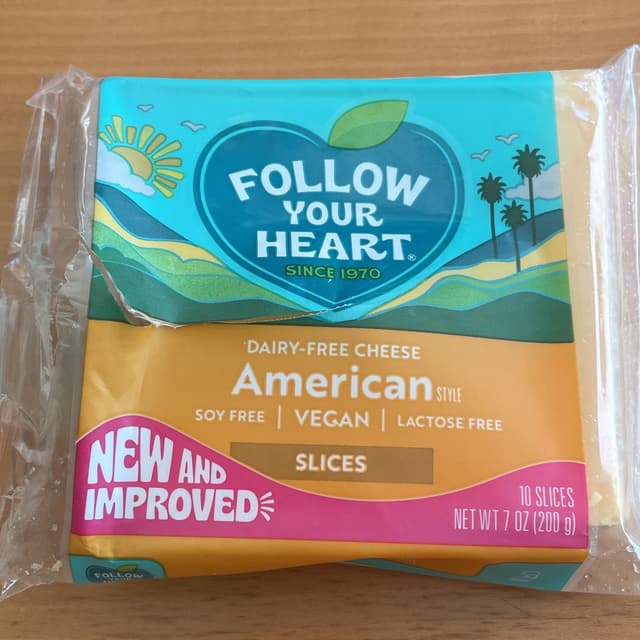 FOLLOW
YOUR
HEART®
SINCE 1970
DAIRY-FREE CHEESE
American STYLE
SOY FREE | VEGAN | LACTOSE FREE
SLICES
NEW AND
IMPROVED
10 SLICES
NET WT 7 OZ (200 g)
FOLLOW